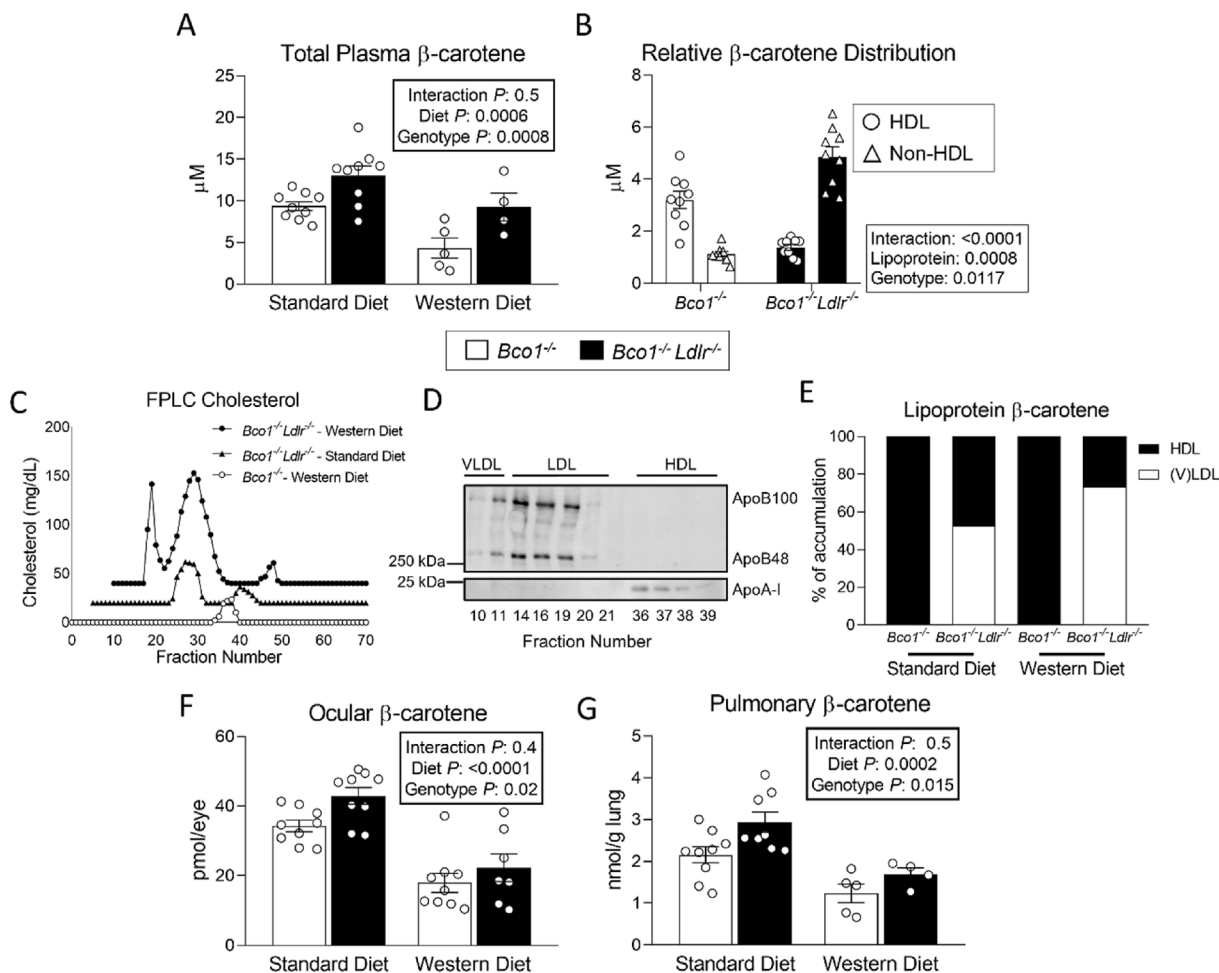 A
Total Plasma β-carotene
25
20
15
10
5
0
μM
Interaction P: 0.5
Diet P: 0.0006
Genotype P: 0.0008
Standard Diet Western Diet
B
Relative β-carotene Distribution
8
6
4
2
0
μM
HDL
Non-HDL
Interaction: <0.0001
Lipoprotein: 0.0008
Genotype: 0.0117
Bco1-/- Bco1-/-Ldlr-/-
Bco1-/- Bco1-/- Ldlr-/-
C
FPLC Cholesterol
200
150
100
50
0
Cholesterol (mg/dL)
Bco1-/-Ldlr-/- - Western Diet
Bco1-/-Ldlr-/- - Standard Diet
Bco1-/- - Western Diet
0 10 20 30 40 50 60 70
Fraction Number
D
VLDL LDL HDL
ApoB100
ApoB48
250 kDa
25 kDa
ApoA-I
10 11 14 16 19 20 21 36 37 38 39
Fraction Number
E
Lipoprotein β-carotene
100
80
60
40
20
0
% of accumulation
HDL
(V)LDL
Bco1-/- Bco1-/-Ldlr-/- Bco1-/- Bco1-/-Ldlr-/-
Standard Diet Western Diet
F
Ocular β-carotene
60
40
20
0
pmol/eye
Interaction P: 0.4
Diet P: <0.0001
Genotype P: 0.02
Standard Diet Western Diet
G
Pulmonary β-carotene
5
4
3
2
1
0
nmol/g lung
Interaction P: 0.5
Diet P: 0.0002
Genotype P: 0.015
Standard Diet Western Diet